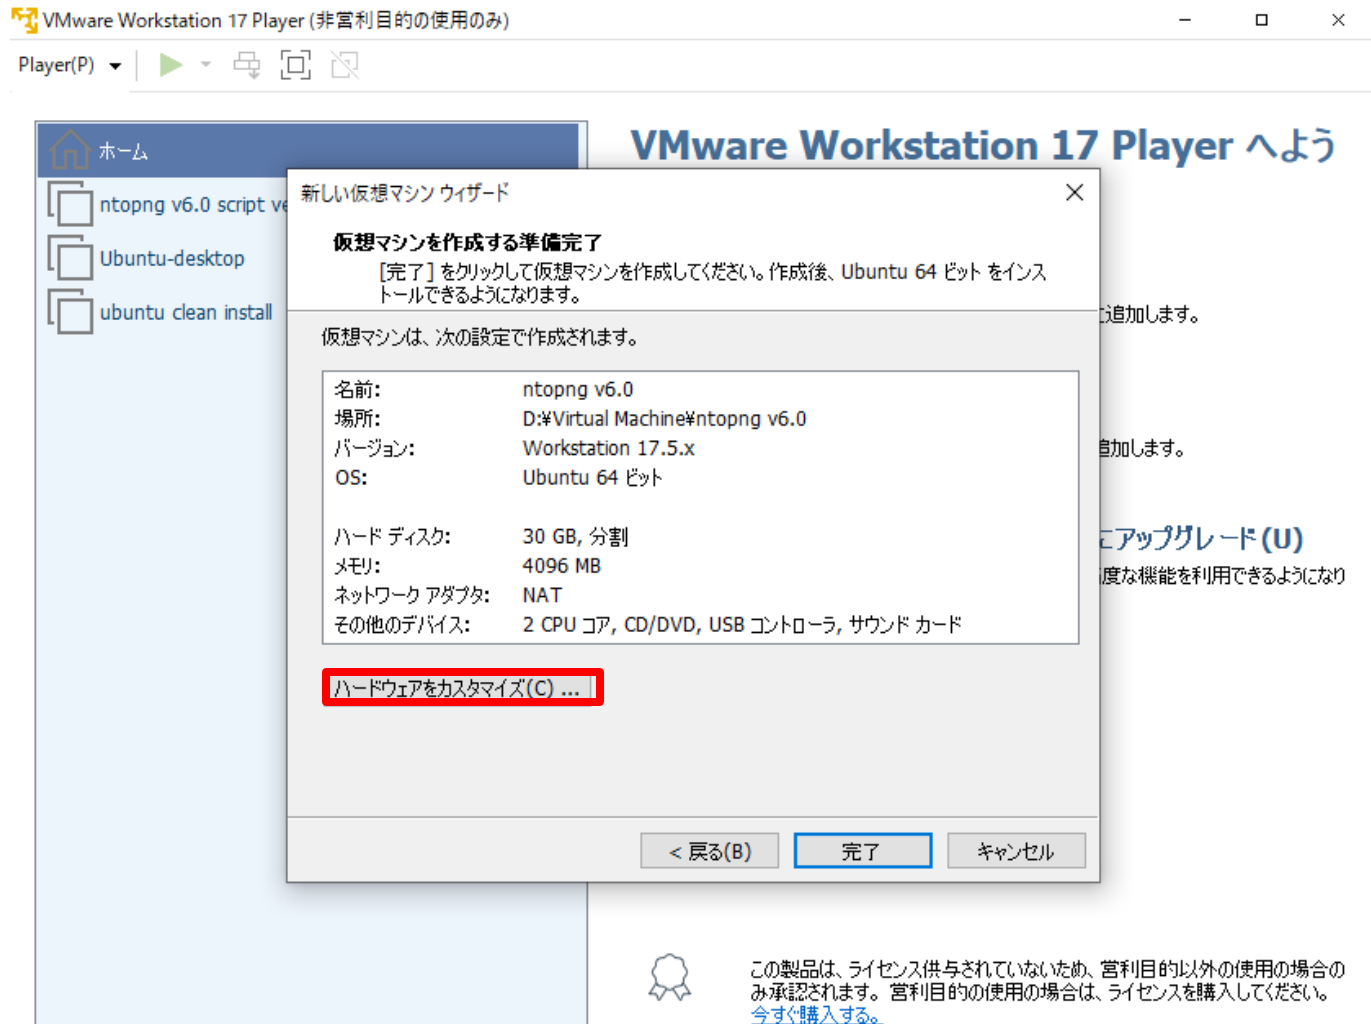 VMware Workstation 17 Player (非営利目的の使用のみ)
Player(P)
ホーム
ntopng v6.0 script ve
Ubuntu-desktop
ubuntu clean install
VMware Workstation 17 Player へよう
新しい仮想マシン ウィザード
仮想マシンを作成する準備完了
[完了] をクリックして仮想マシンを作成してください。作成後、Ubuntu 64 ビット をインス
トールできるようになります。
仮想マシンは、次の設定で作成されます。
名前: ntopng v6.0
場所: D:¥Virtual Machine¥ntopng v6.0
バージョン: Workstation 17.5.x
OS: Ubuntu 64 ビット
ハード ディスク: 30 GB, 分割
メモリ: 4096 MB
ネットワーク アダプタ: NAT
その他のデバイス: 2 CPU コア, CD/DVD, USB コントローラ, サウンド カード
ハードウェアをカスタマイズ(C) ...
< 戻る(B)
完了
キャンセル
に追加します。
追加します。
にアップグレード(U)
高度な機能を利用できるようになり
この製品は、ライセンス供与されていないため、営利目的以外の使用の場合の
み承認されます。営利目的の使用の場合は、ライセンスを購入してください。
今すぐ購入する。